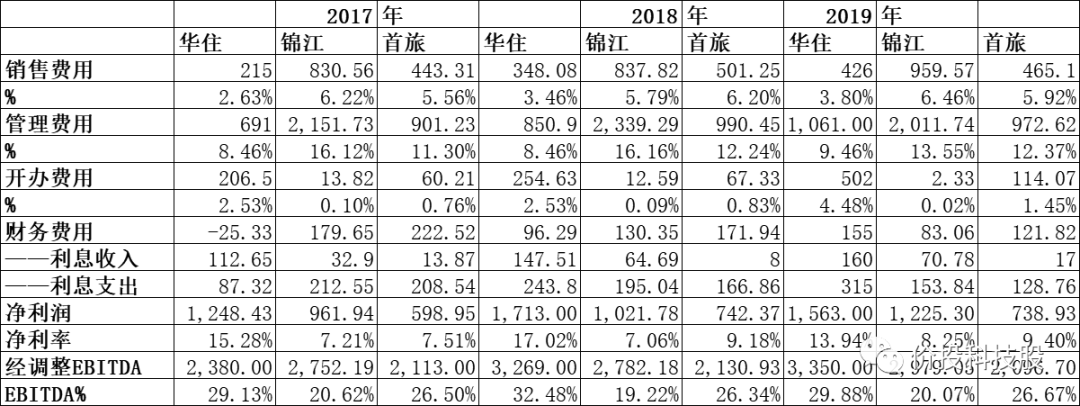 2017 年 2018 年 2019 年
华住 锦江 首旅 华住 锦江 首旅 华住 锦江 首旅
销售费用 215 830.56 443.31 348.08 837.82 501.25 426 959.57 465.1
% 2.63% 6.22% 5.56% 3.46% 5.79% 6.20% 3.80% 6.46% 5.92%
管理费用 691 2,151.73 901.23 850.9 2,339.29 990.45 1,061.00 2,011.74 972.62
% 8.46% 16.12% 11.30% 8.46% 16.16% 12.24% 9.46% 13.55% 12.37%
开办费用 206.5 13.82 60.21 254.63 12.59 67.33 502 2.33 114.07
% 2.53% 0.10% 0.76% 2.53% 0.09% 0.83% 4.48% 0.02% 1.45%
财务费用 -25.33 179.65 222.52 96.29 130.35 171.94 155 83.06 121.82
——利息收入 112.65 32.9 13.87 147.51 64.69 8 160 70.78 17
——利息支出 87.32 212.55 208.54 243.8 195.04 166.86 315 153.84 128.76
净利润 1,248.43 961.94 598.95 1,713.00 1,021.78 742.37 1,563.00 1,225.30 738.93
净利率 15.28% 7.21% 7.51% 17.02% 7.06% 9.18% 13.94% 8.25% 9.40%
经调整EBITDA 2,380.00 2,752.19 2,113.00 3,269.00 2,782.18 2,130.93 3,350.00
EBITDA% 29.13% 20.62% 26.50% 32.48% 19.22% 26.34% 29.88% 20.07% 26.67%
价投科技股